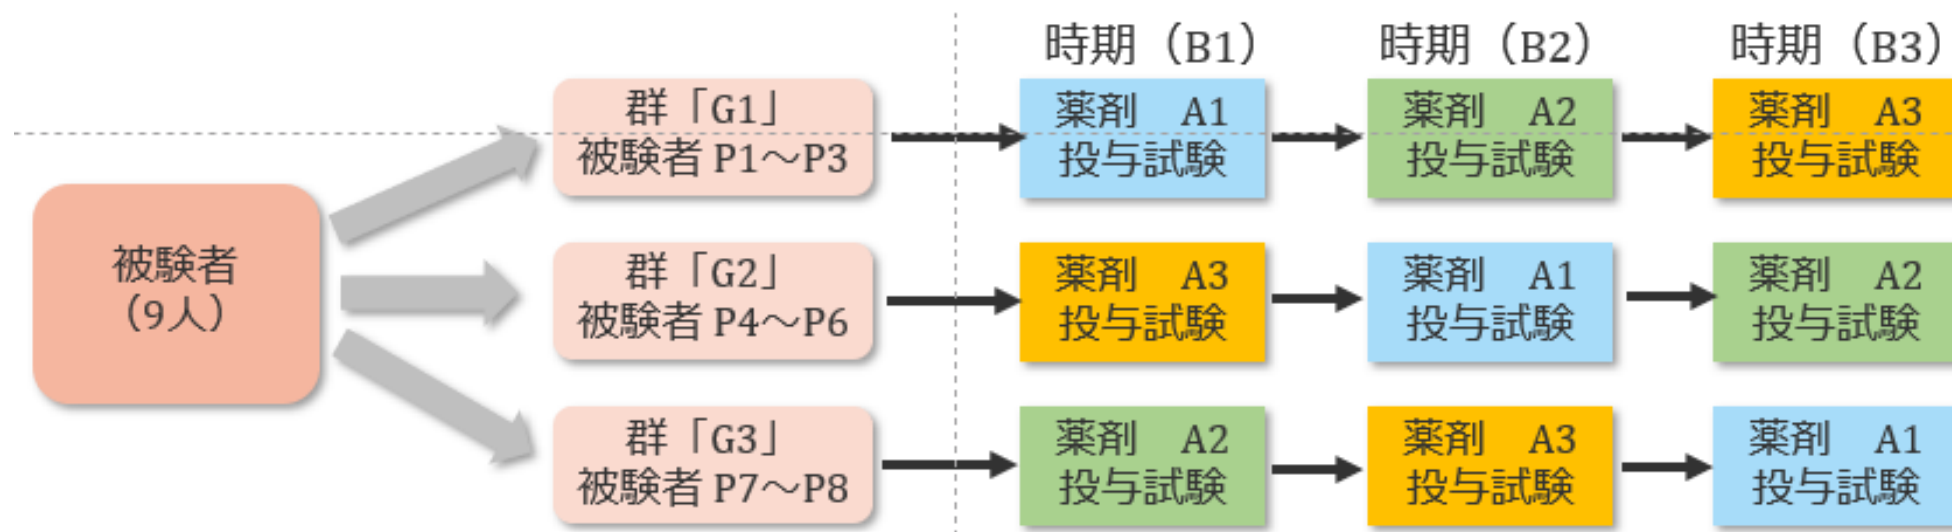 時期（B1） 時期（B2） 時期（B3）
群「G1」
被験者 P1～P3
薬剤　A1
投与試験
薬剤　A2
投与試験
薬剤　A3
投与試験
被験者
（9人）
群「G2」
被験者 P4～P6
薬剤　A3
投与試験
薬剤　A1
投与試験
薬剤　A2
投与試験
群「G3」
被験者 P7～P8
薬剤　A2
投与試験
薬剤　A3
投与試験
薬剤　A1
投与試験